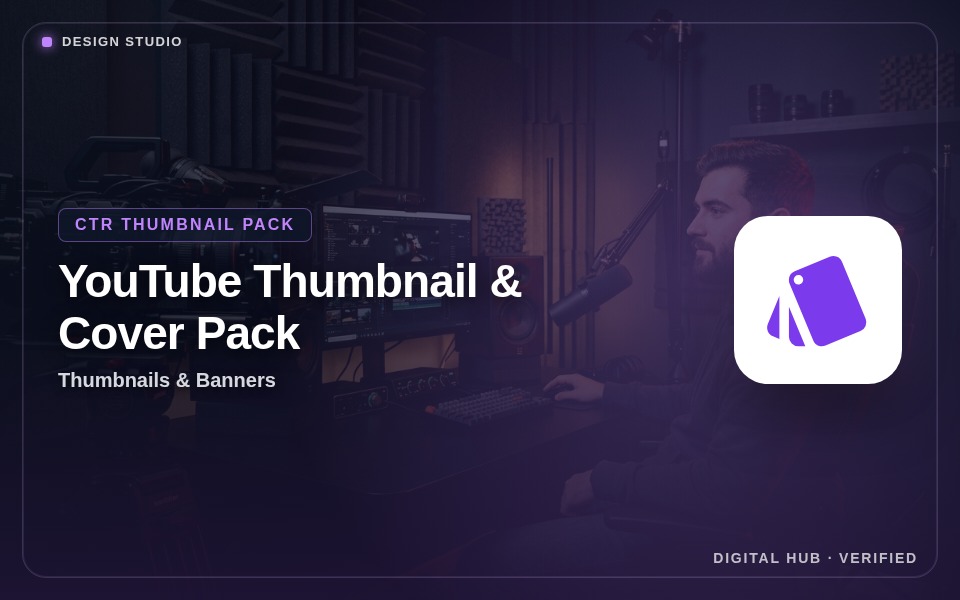 DESIGN STUDIO
CTR THUMBNAIL PACK
YouTube Thumbnail &
Cover Pack
Thumbnails & Banners
DIGITAL HUB · VERIFIED